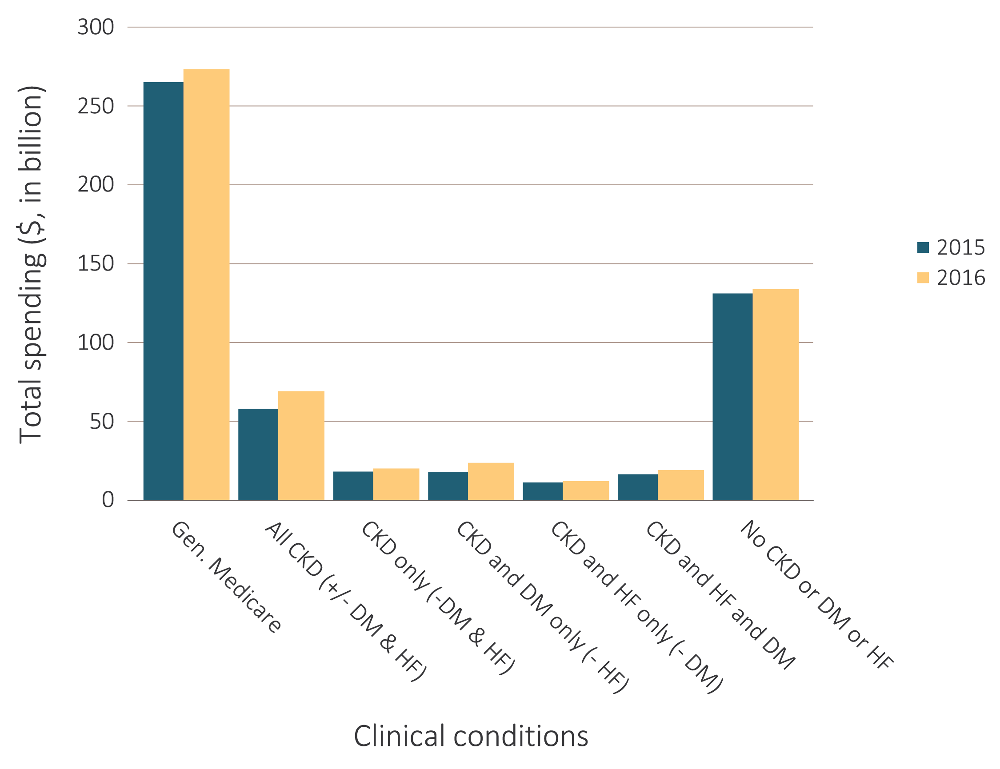 Total spending ($, in billion)
300
250
200
150
100
50
0
2015
2016
Gen. Medicare
All CKD (+/- DM & HF)
CKD only (-DM & HF)
CKD and DM only (- HF)
CKD and HF only (- DM)
CKD and HF and DM
No CKD or DM or HF
Clinical conditions